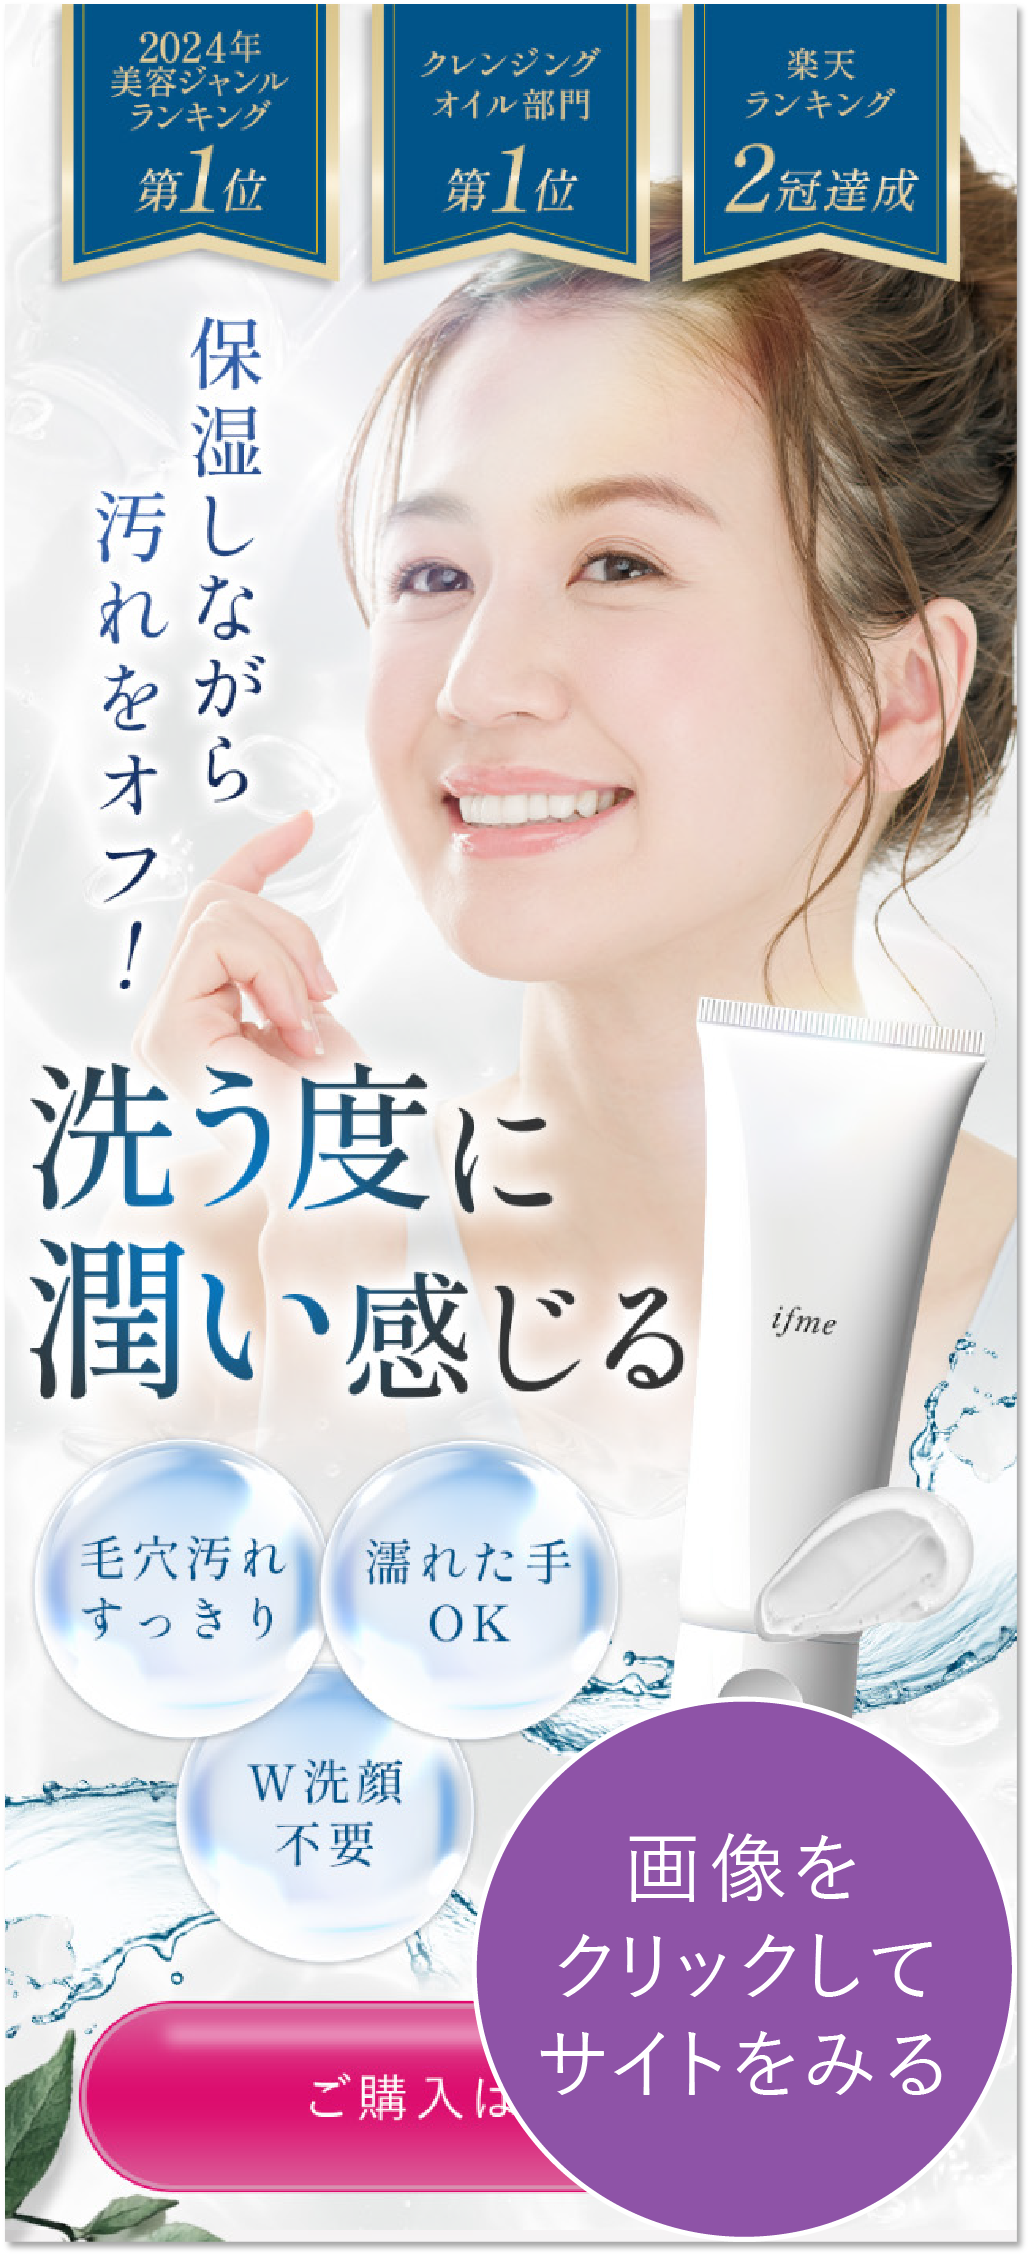 2024年
美容ジャンル
ランキング
第1位
クレンジング
オイル部門
第1位
楽天
ランキング
2冠達成
保湿しながら
汚れをオフ!
洗う度に
潤い感じる
ifme
毛穴汚れ
すっきり
濡れた手
OK
W洗顔
不要
ご購入は
画像を
クリックして
サイトをみる